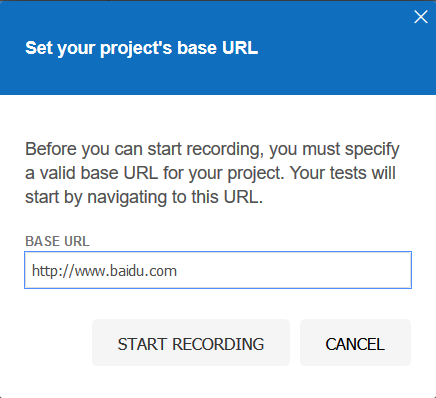 Set your project's base URL
Before you can start recording, you must specify
a valid base URL for your project. Your tests will
start by navigating to this URL.
BASE URL
http://www.baidu.com
START RECORDING CANCEL